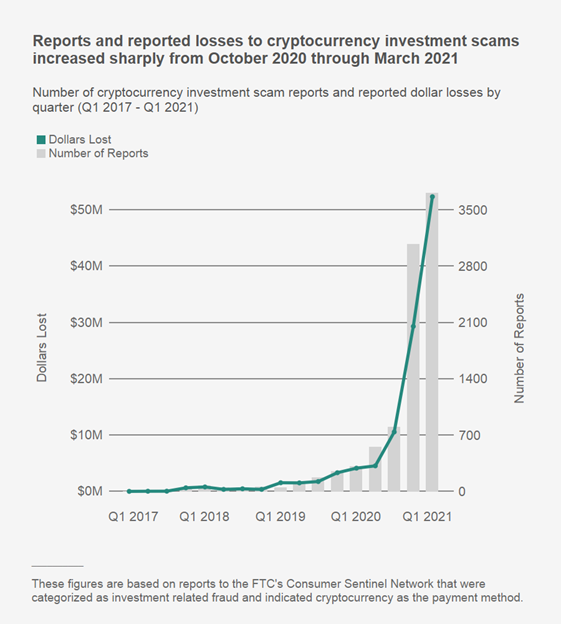 Reports and reported losses to cryptocurrency investment scams
increased sharply from October 2020 through March 2021
Number of cryptocurrency investment scam reports and reported dollar losses by
quarter (Q1 2017 - Q1 2021)
Dollars Lost
Number of Reports
$50M
3500
$40M
2800
$30M
2100
$20M
1400
$10M
700
$0M
0
Dollars Lost
Number of Reports
Q1 2017
Q1 2018
Q1 2019
Q1 2020
Q1 2021
These figures are based on reports to the FTC's Consumer Sentinel Network that were
categorized as investment related fraud and indicated cryptocurrency as the payment method.